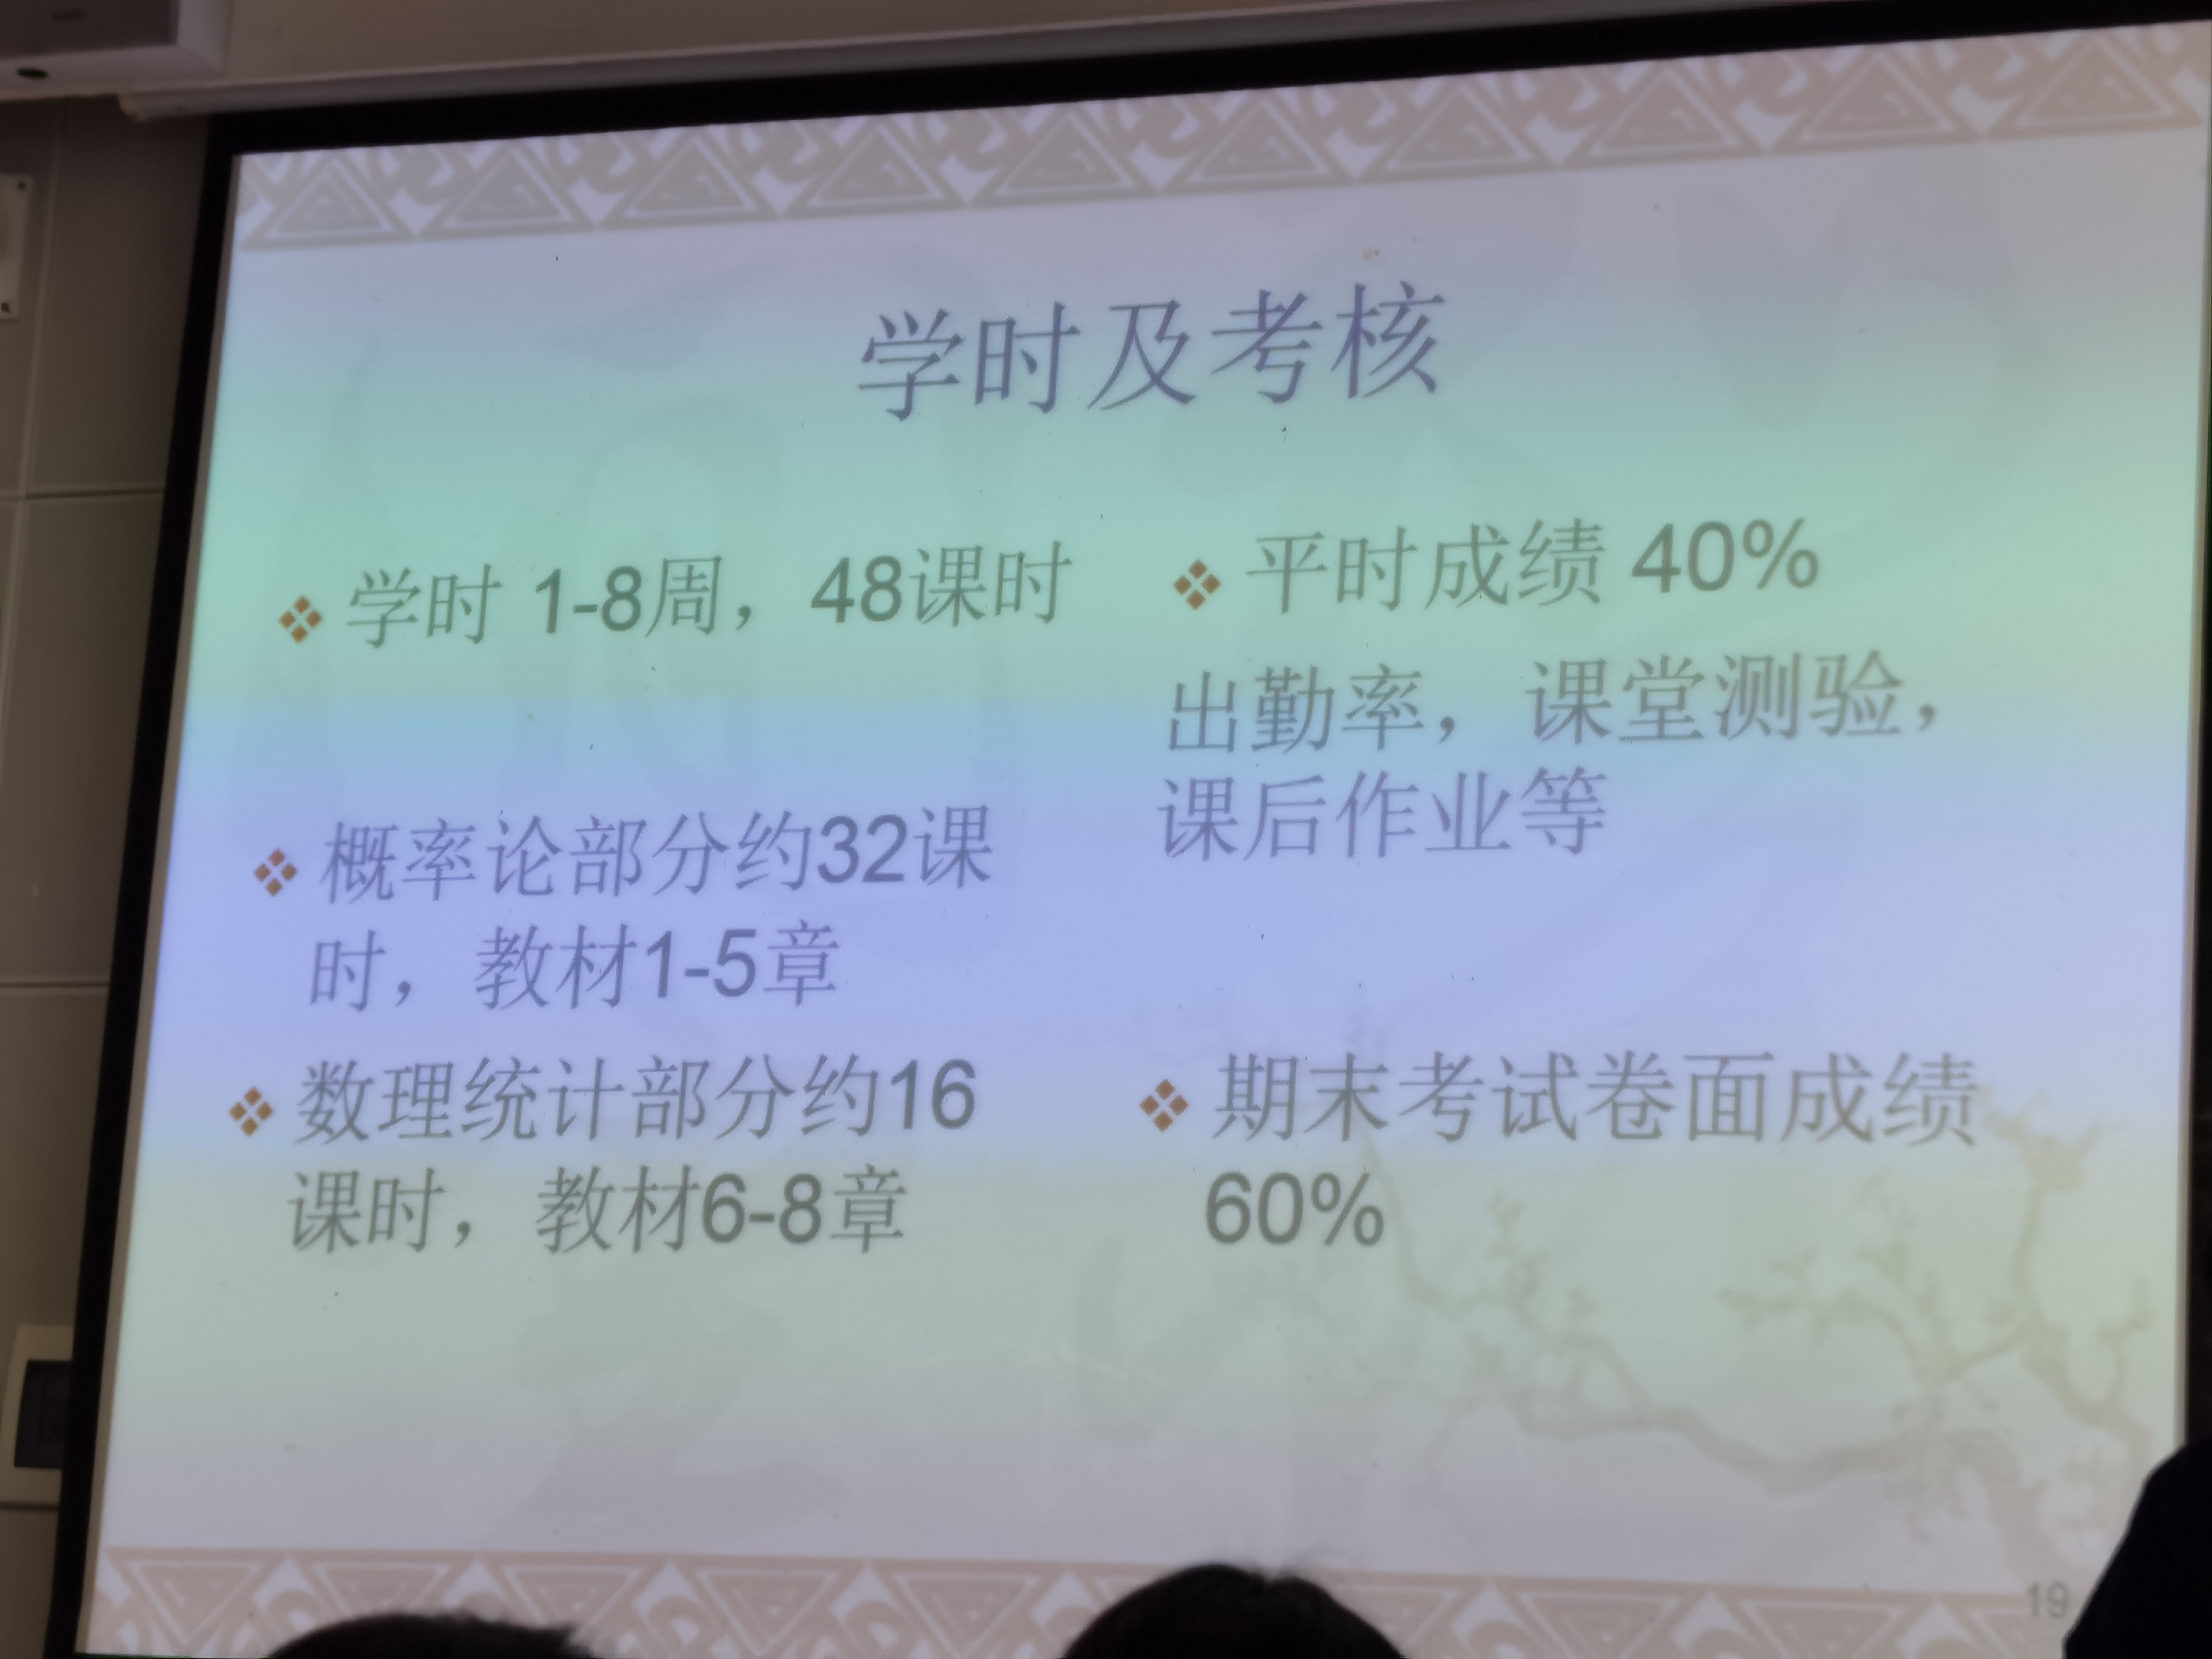 学时及考核
学时 1-8周，48课时
概率论部分约32课
时，教材1-5章
数理统计部分约16
课时，教材6-8章
平时成绩 40%
出勤率，课堂测验，
课后作业等
期末考试卷面成绩
60%
19